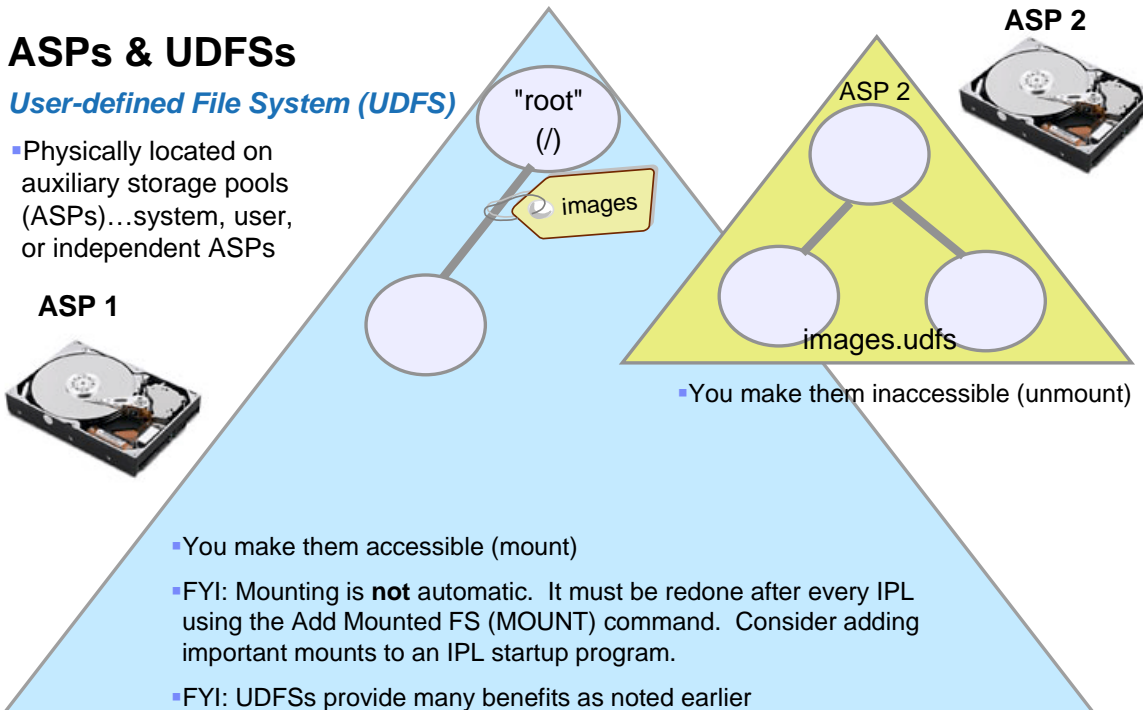 ASPs & UDFSs
User-defined File System (UDFS)
▪Physically located on
auxiliary storage pools
(ASPs)…system, user,
or independent ASPs
ASP 1
"root"
(/)
images
ASP 2
ASP 2
images.udfs
▪You make them inaccessible (unmount)
▪You make them accessible (mount)
▪FYI: Mounting is not automatic.  It must be redone after every IPL
using the Add Mounted FS (MOUNT) command.  Consider adding
important mounts to an IPL startup program.
▪FYI: UDFSs provide many benefits as noted earlier